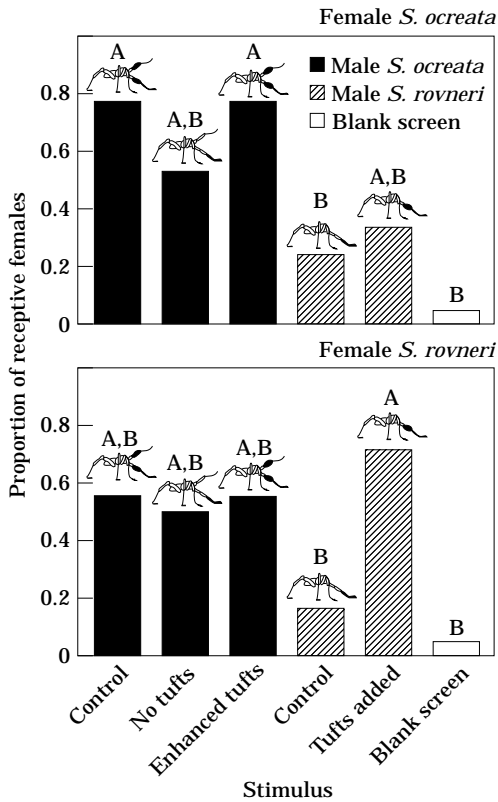 Female S. ocreata
Male S. ocreata
Male S. rovneri
Blank screen
A
A,B
A
B
A,B
B
0.8
0.6
0.4
0.2
0
Proportion of receptive females
Female S. rovneri
A,B
A,B
A,B
B
A
B
0.8
0.6
0.4
0.2
0
Control
No tufts
Enhanced tufts
Control
Tufts added
Blank screen
Stimulus